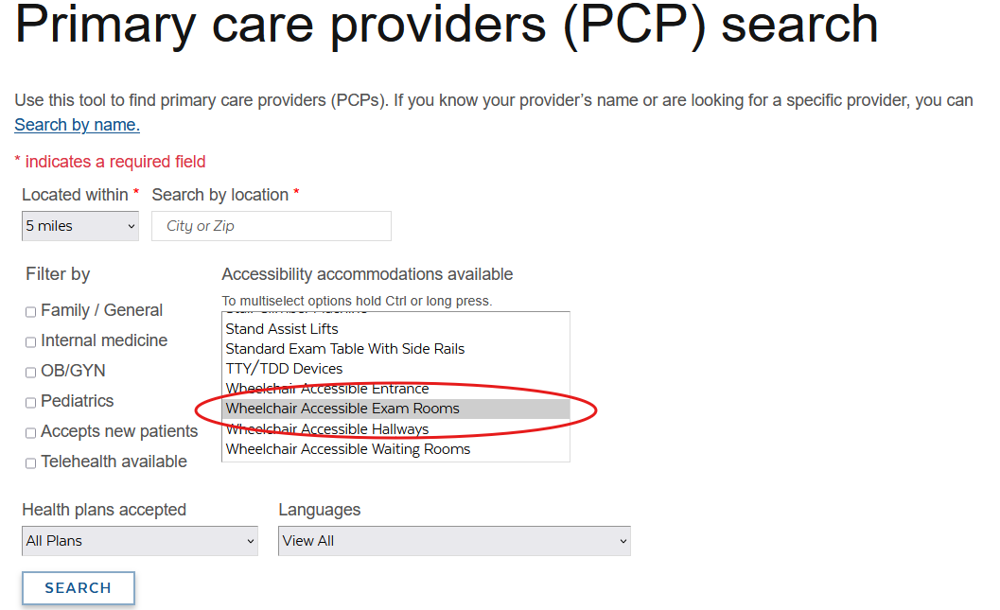 Primary care providers (PCP) search
Use this tool to find primary care providers (PCPs). If you know your provider's name or are looking for a specific provider, you can
Search by name.
* indicates a required field
Located within * Search by location *
5 miles City or Zip
Filter by
Family / General
Internal medicine
OB/GYN
Pediatrics
Accepts new patients
Telehealth available
Accessibility accommodations available
To multiselect options hold Ctrl or long press.
Stand Assist Lifts
Standard Exam Table With Side Rails
TTY/TDD Devices
Wheelchair Accessible Entrance
Wheelchair Accessible Exam Rooms
Wheelchair Accessible Hallways
Wheelchair Accessible Waiting Rooms
Health plans accepted
All Plans
Languages
View All
SEARCH